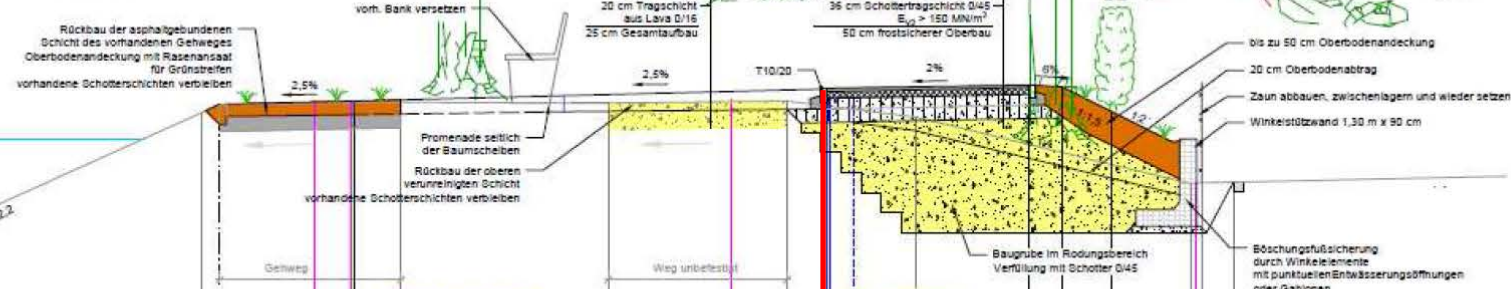 vorh. Bank versetzen
20 cm Tragschicht
aus Lava 0/16
25 cm Gesamtaufbau
36 cm Schottertragschicht 0/45
Ev2 > 150 MN/m²
50 cm frostsicherer Oberbau
Rückbau der asphaltgebundenen
Schicht des vorhandenen Gehweges
Oberbodenandeckung mit Rasenansaat
für Grünstreifen
vorhandene Schotterschichten verbleiben
2,5%
2,5%
T10/20
2%
6%
bis zu 50 cm Oberbodenandeckung
20 cm Oberbodenabtrag
Zaun abbauen, zwischenlagern und wieder setzen
Winkelstützwand 1,30 m x 90 cm
1:1,5
1:2
Promenade seitlich
der Baumscheiben
Rückbau der oberen
verunreinigten Schicht
vorhandene Schotterschichten verbleiben
Gehweg
Weg unbefestigt
Baugrube im Rodungsbereich
Verfüllung mit Schotter 0/45
Böschungsfußsicherung
durch Winkelelemente
mit punktuellen Entwässerungsöffnungen
oder Gabionen